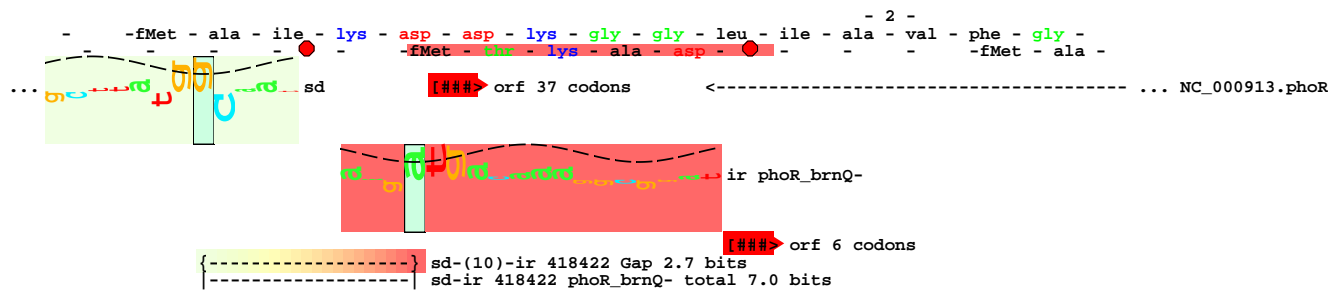 - 2 -
-   -fMet - ala - ile - lys - asp - asp - lys - gly - gly - leu - ile - ala - val - phe - gly -
- - - - - -fMet - thr - lys - ala - asp - - - - -fMet - ala -
... g c t t a t g g c a a sd [###> orf 37 codons <--------------------------------------- ... NC_000913.phoR
ir phoR_brnQ-
[###> orf 6 codons
{-------------------} sd-(10)-ir 418422 Gap 2.7 bits
|-------------------| sd-ir 418422 phoR_brnQ- total 7.0 bits